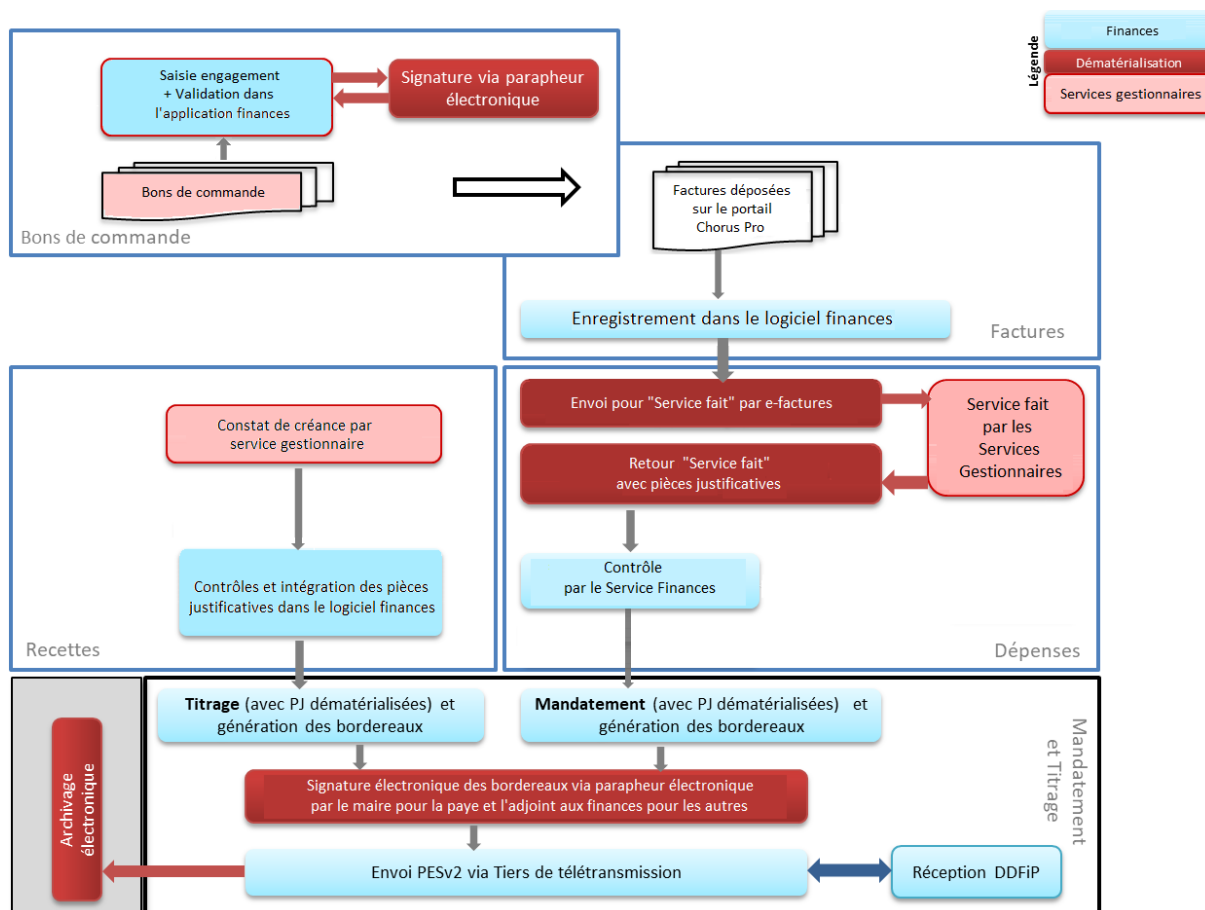 Légende
Finances
Dématérialisation
Services gestionnaires
Saisie engagement
+ Validation dans
l'application finances
Signature via parapheur
électronique
Bons de commande
Bons de commande
Factures déposées
sur le portail
Chorus Pro
Enregistrement dans le logiciel finances
Factures
Constat de créance par
service gestionnaire
Contrôles et intégration des pièces
justificatives dans le logiciel finances
Recettes
Envoi pour "Service fait" par e-factures
Service fait
par les
Services
Gestionnaires
Retour "Service fait"
avec pièces justificatives
Contrôle
par le Service Finances
Dépenses
Titrage (avec PJ dématérialisées) et
génération des bordereaux
Mandatement (avec PJ dématérialisées) et
génération des bordereaux
Mandatement
et Titrage
Signature électronique des bordereaux via parapheur électronique
par le maire pour la paye et l'adjoint aux finances pour les autres
Archivage
électronique
Envoi PESv2 via Tiers de télétransmission
Réception DDFiP